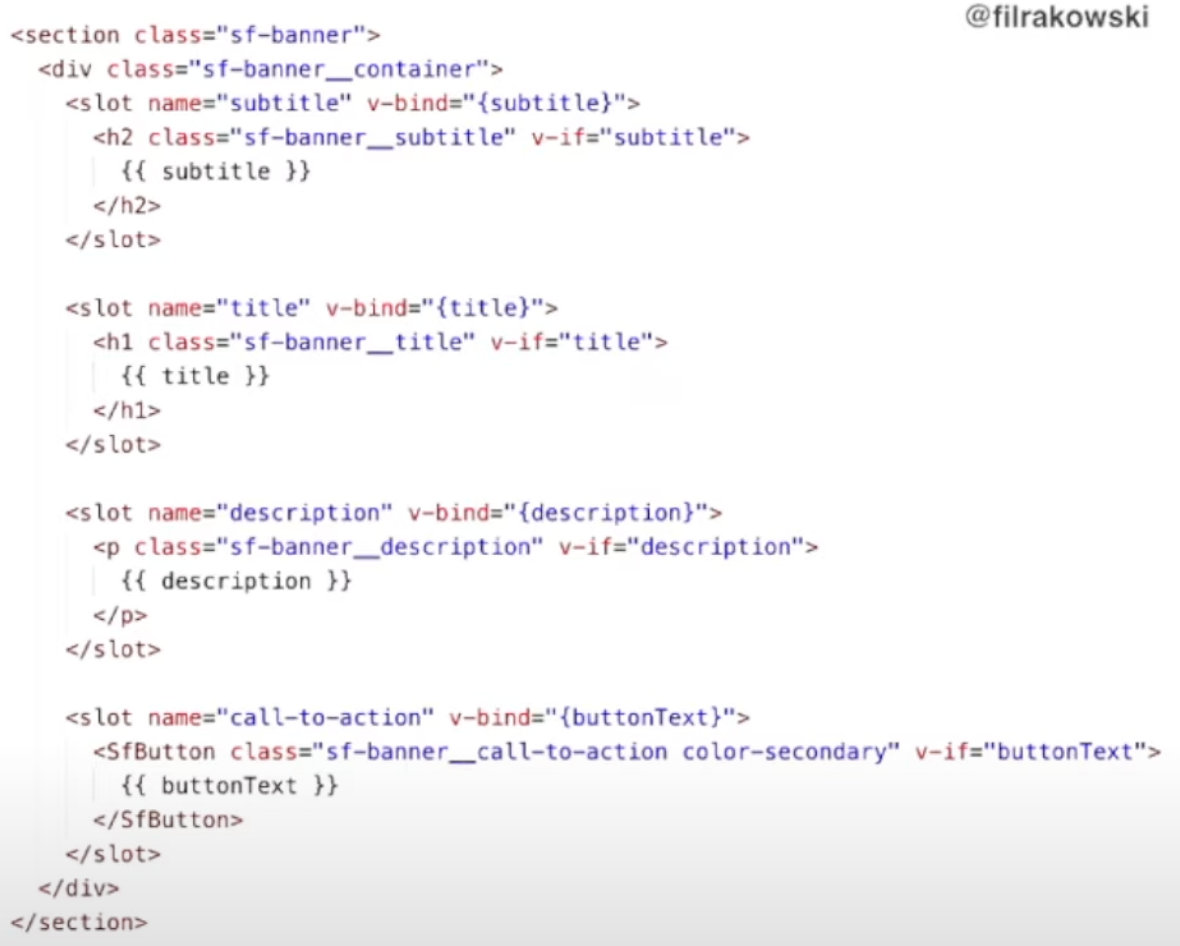 @filrakowski
<section class="sf-banner">
<div class="sf-banner__container">
<slot name="subtitle" v-bind="{subtitle}">
<h2 class="sf-banner__subtitle" v-if="subtitle">
{{ subtitle }}
</h2>
</slot>
<slot name="title" v-bind="{title}">
<h1 class="sf-banner__title" v-if="title">
{{ title }}
</h1>
</slot>
<slot name="description" v-bind="{description}">
<p class="sf-banner__description" v-if="description">
{{ description }}
</p>
</slot>
<slot name="call-to-action" v-bind="{buttonText}">
<SfButton class="sf-banner__call-to-action color-secondary" v-if="buttonText">
{{ buttonText }}
</SfButton>
</slot>
</div>
</section>